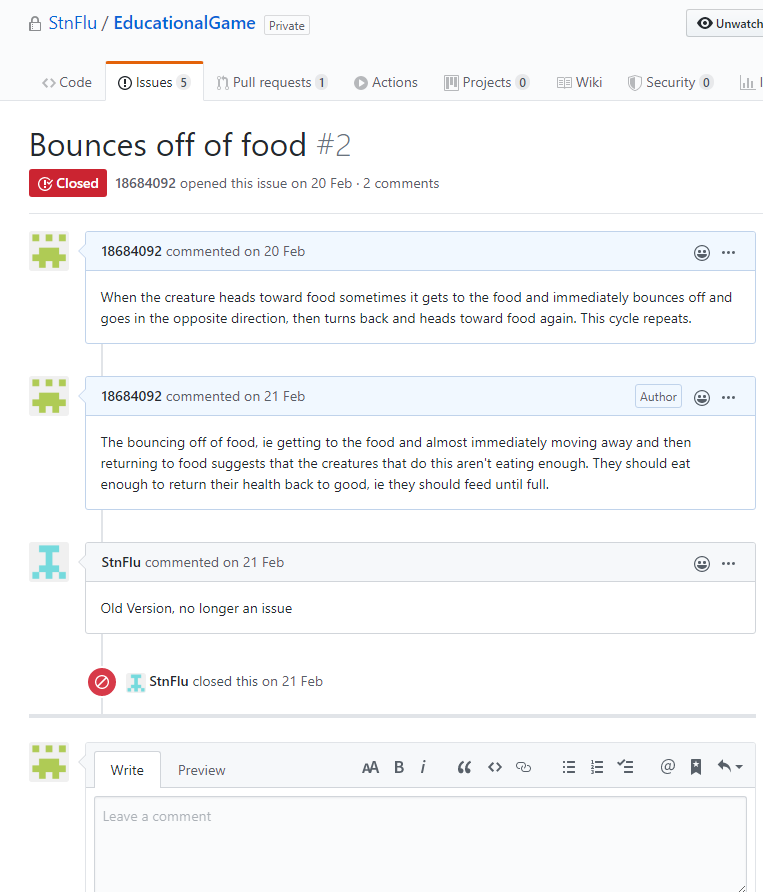 StnFlu / EducationalGame Private
Unwatch
Code Issues 5 Pull requests 1 Actions Projects 0 Wiki Security 0
Bounces off of food #2
Closed 18684092 opened this issue on 20 Feb · 2 comments
18684092 commented on 20 Feb
When the creature heads toward food sometimes it gets to the food and immediately bounces off and
goes in the opposite direction, then turns back and heads toward food again. This cycle repeats.
18684092 commented on 21 Feb Author
The bouncing off of food, ie getting to the food and almost immediately moving away and then
returning to food suggests that the creatures that do this aren't eating enough. They should eat
enough to return their health back to good, ie they should feed until full.
StnFlu commented on 21 Feb
Old Version, no longer an issue
StnFlu closed this on 21 Feb
Write Preview AA B i
Leave a comment